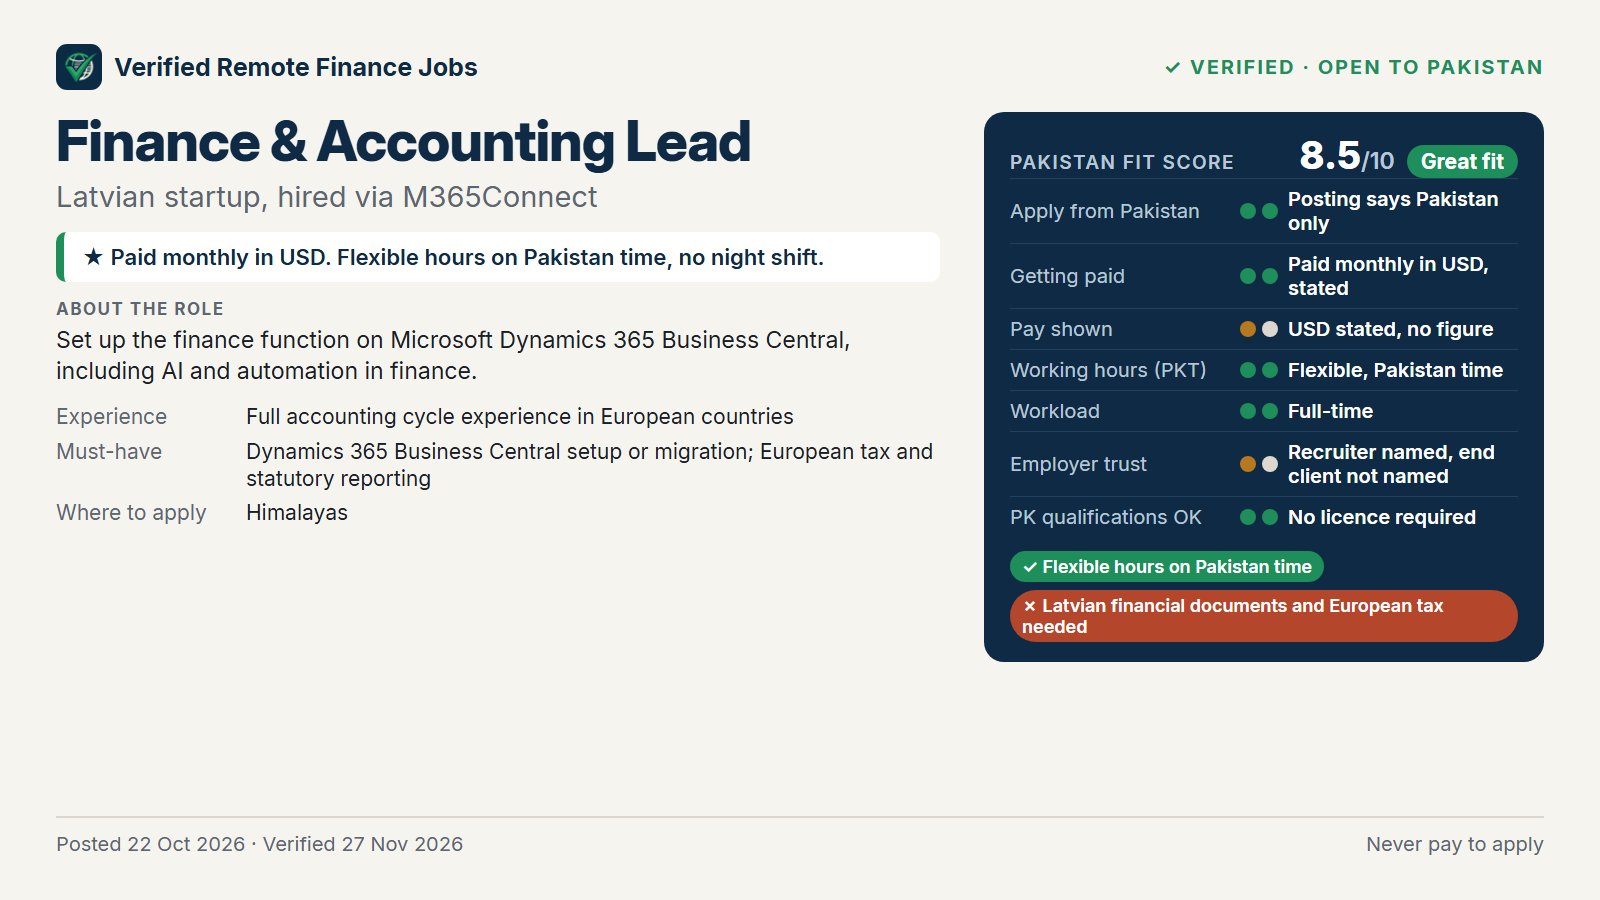 Verified Remote Finance Jobs
✓ VERIFIED · OPEN TO PAKISTAN
Finance & Accounting Lead
Latvian startup, hired via M365Connect
★ Paid monthly in USD. Flexible hours on Pakistan time, no night shift.
ABOUT THE ROLE
Set up the finance function on Microsoft Dynamics 365 Business Central,
including AI and automation in finance.
Experience Full accounting cycle experience in European countries
Must-have Dynamics 365 Business Central setup or migration; European tax and
statutory reporting
Where to apply Himalayas
PAKISTAN FIT SCORE 8.5/10 Great fit
Apply from Pakistan Posting says Pakistan
only
Getting paid Paid monthly in USD,
stated
Pay shown USD stated, no figure
Working hours (PKT) Flexible, Pakistan time
Workload Full-time
Employer trust Recruiter named, end
client not named
PK qualifications OK No licence required
✓ Flexible hours on Pakistan time
× Latvian financial documents and European tax
needed
Posted 22 Oct 2026 · Verified 27 Nov 2026
Never pay to apply